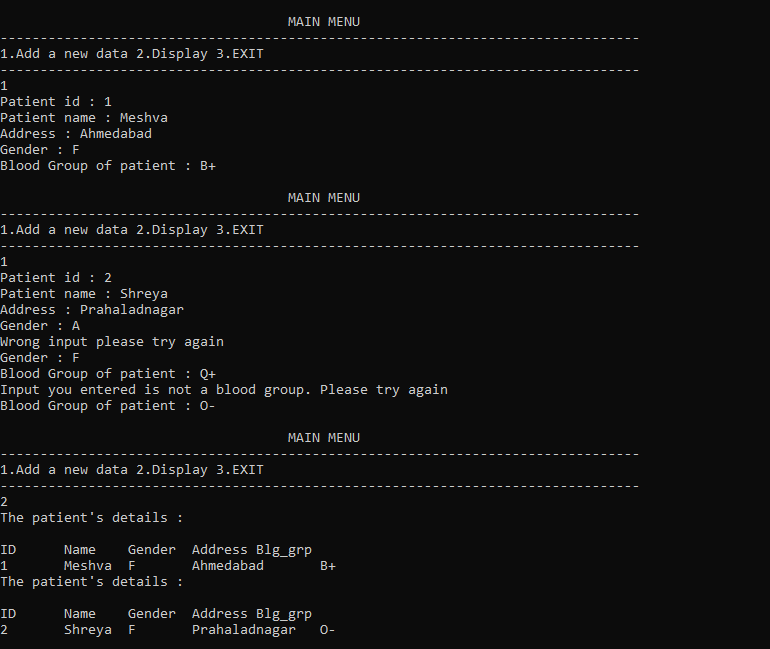 MAIN MENU
--------------------------------------------------------------------------------
1.Add a new data 2.Display 3.EXIT
--------------------------------------------------------------------------------
1
Patient id : 1
Patient name : Meshva
Address : Ahmedabad
Gender : F
Blood Group of patient : B+
MAIN MENU
--------------------------------------------------------------------------------
1.Add a new data 2.Display 3.EXIT
--------------------------------------------------------------------------------
1
Patient id : 2
Patient name : Shreya
Address : Prahaladnagar
Gender : A
Wrong input please try again
Gender : F
Blood Group of patient : Q+
Input you entered is not a blood group. Please try again
Blood Group of patient : O-
MAIN MENU
--------------------------------------------------------------------------------
1.Add a new data 2.Display 3.EXIT
--------------------------------------------------------------------------------
2
The patient's details :
ID      Name    Gender  Address Blg_grp
1       Meshva  F       Ahmedabad       B+
The patient's details :
ID      Name    Gender  Address Blg_grp
2       Shreya  F       Prahaladnagar   O-